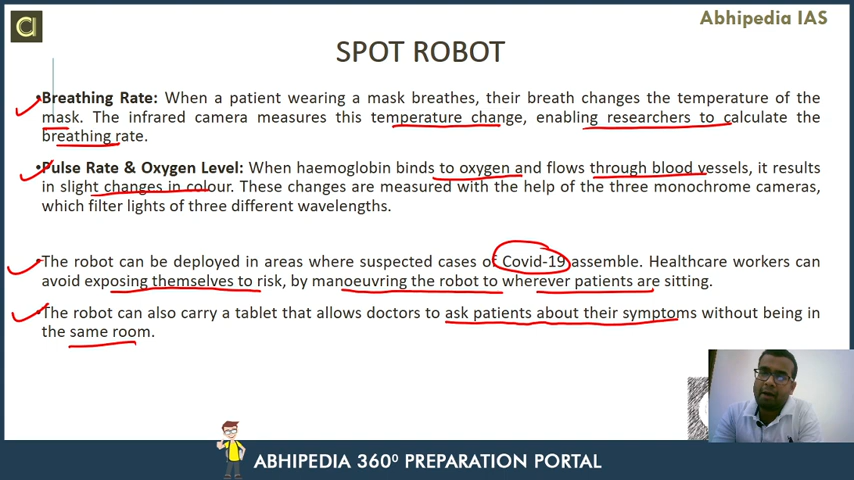 Abhipedia IAS
SPOT ROBOT
•Breathing Rate: When a patient wearing a mask breathes, their breath changes the temperature of the
mask. The infrared camera measures this temperature change, enabling researchers to calculate the
breathing rate.
•Pulse Rate & Oxygen Level: When haemoglobin binds to oxygen and flows through blood vessels, it results
in slight changes in colour. These changes are measured with the help of the three monochrome cameras,
which filter lights of three different wavelengths.
•The robot can be deployed in areas where suspected cases of Covid-19 assemble. Healthcare workers can
avoid exposing themselves to risk, by manoeuvring the robot to wherever patients are sitting.
•The robot can also carry a tablet that allows doctors to ask patients about their symptoms without being in
the same room.
ABHIPEDIA 360⁰ PREPARATION PORTAL